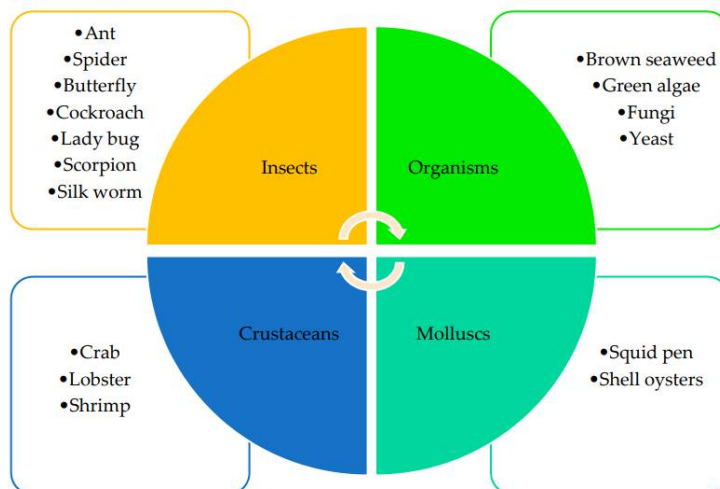 •Ant
•Spider
•Butterfly
•Cockroach
•Lady bug
•Scorpion
•Silk worm
Insects
Organisms
•Brown seaweed
•Green algae
•Fungi
•Yeast
Crustaceans
•Crab
•Lobster
•Shrimp
Molluscs
•Squid pen
•Shell oysters